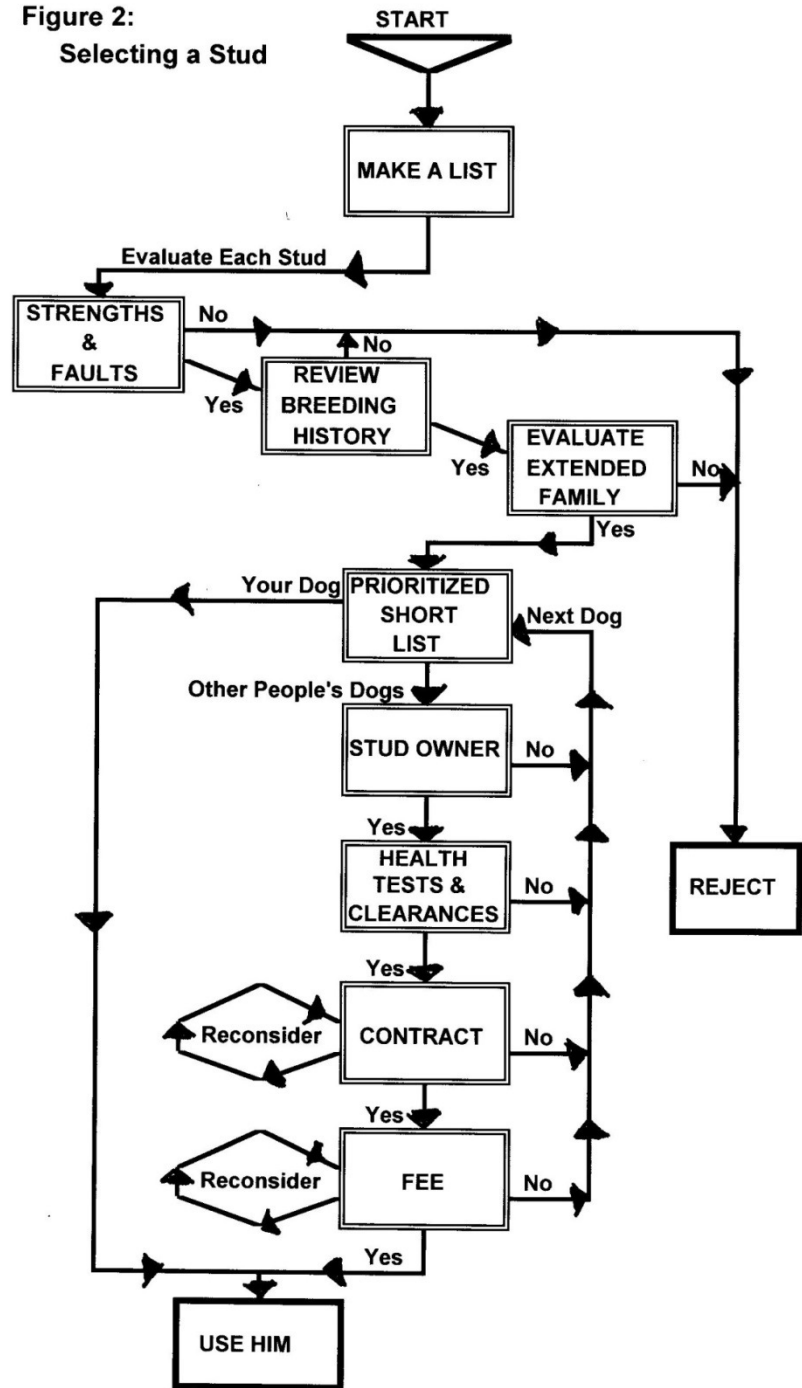 Figure 2:
Selecting a Stud
START
MAKE A LIST
Evaluate Each Stud
STRENGTHS
&
FAULTS
No
No
Yes
REVIEW
BREEDING
HISTORY
Yes
EVALUATE
EXTENDED
FAMILY
No
Yes
Your Dog
PRIORITIZED
SHORT
LIST
Next Dog
Other People's Dogs
STUD OWNER
No
Yes
HEALTH
TESTS &
CLEARANCES
No
REJECT
Yes
Reconsider
CONTRACT
No
Yes
Reconsider
FEE
No
Yes
USE HIM